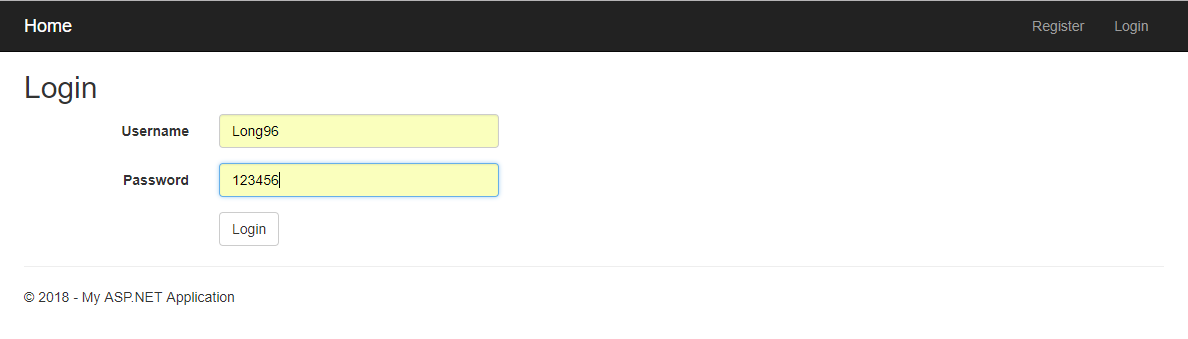 Home Register Login
Login
Username Long96
Password 123456
Login
© 2018 - My ASP.NET Application